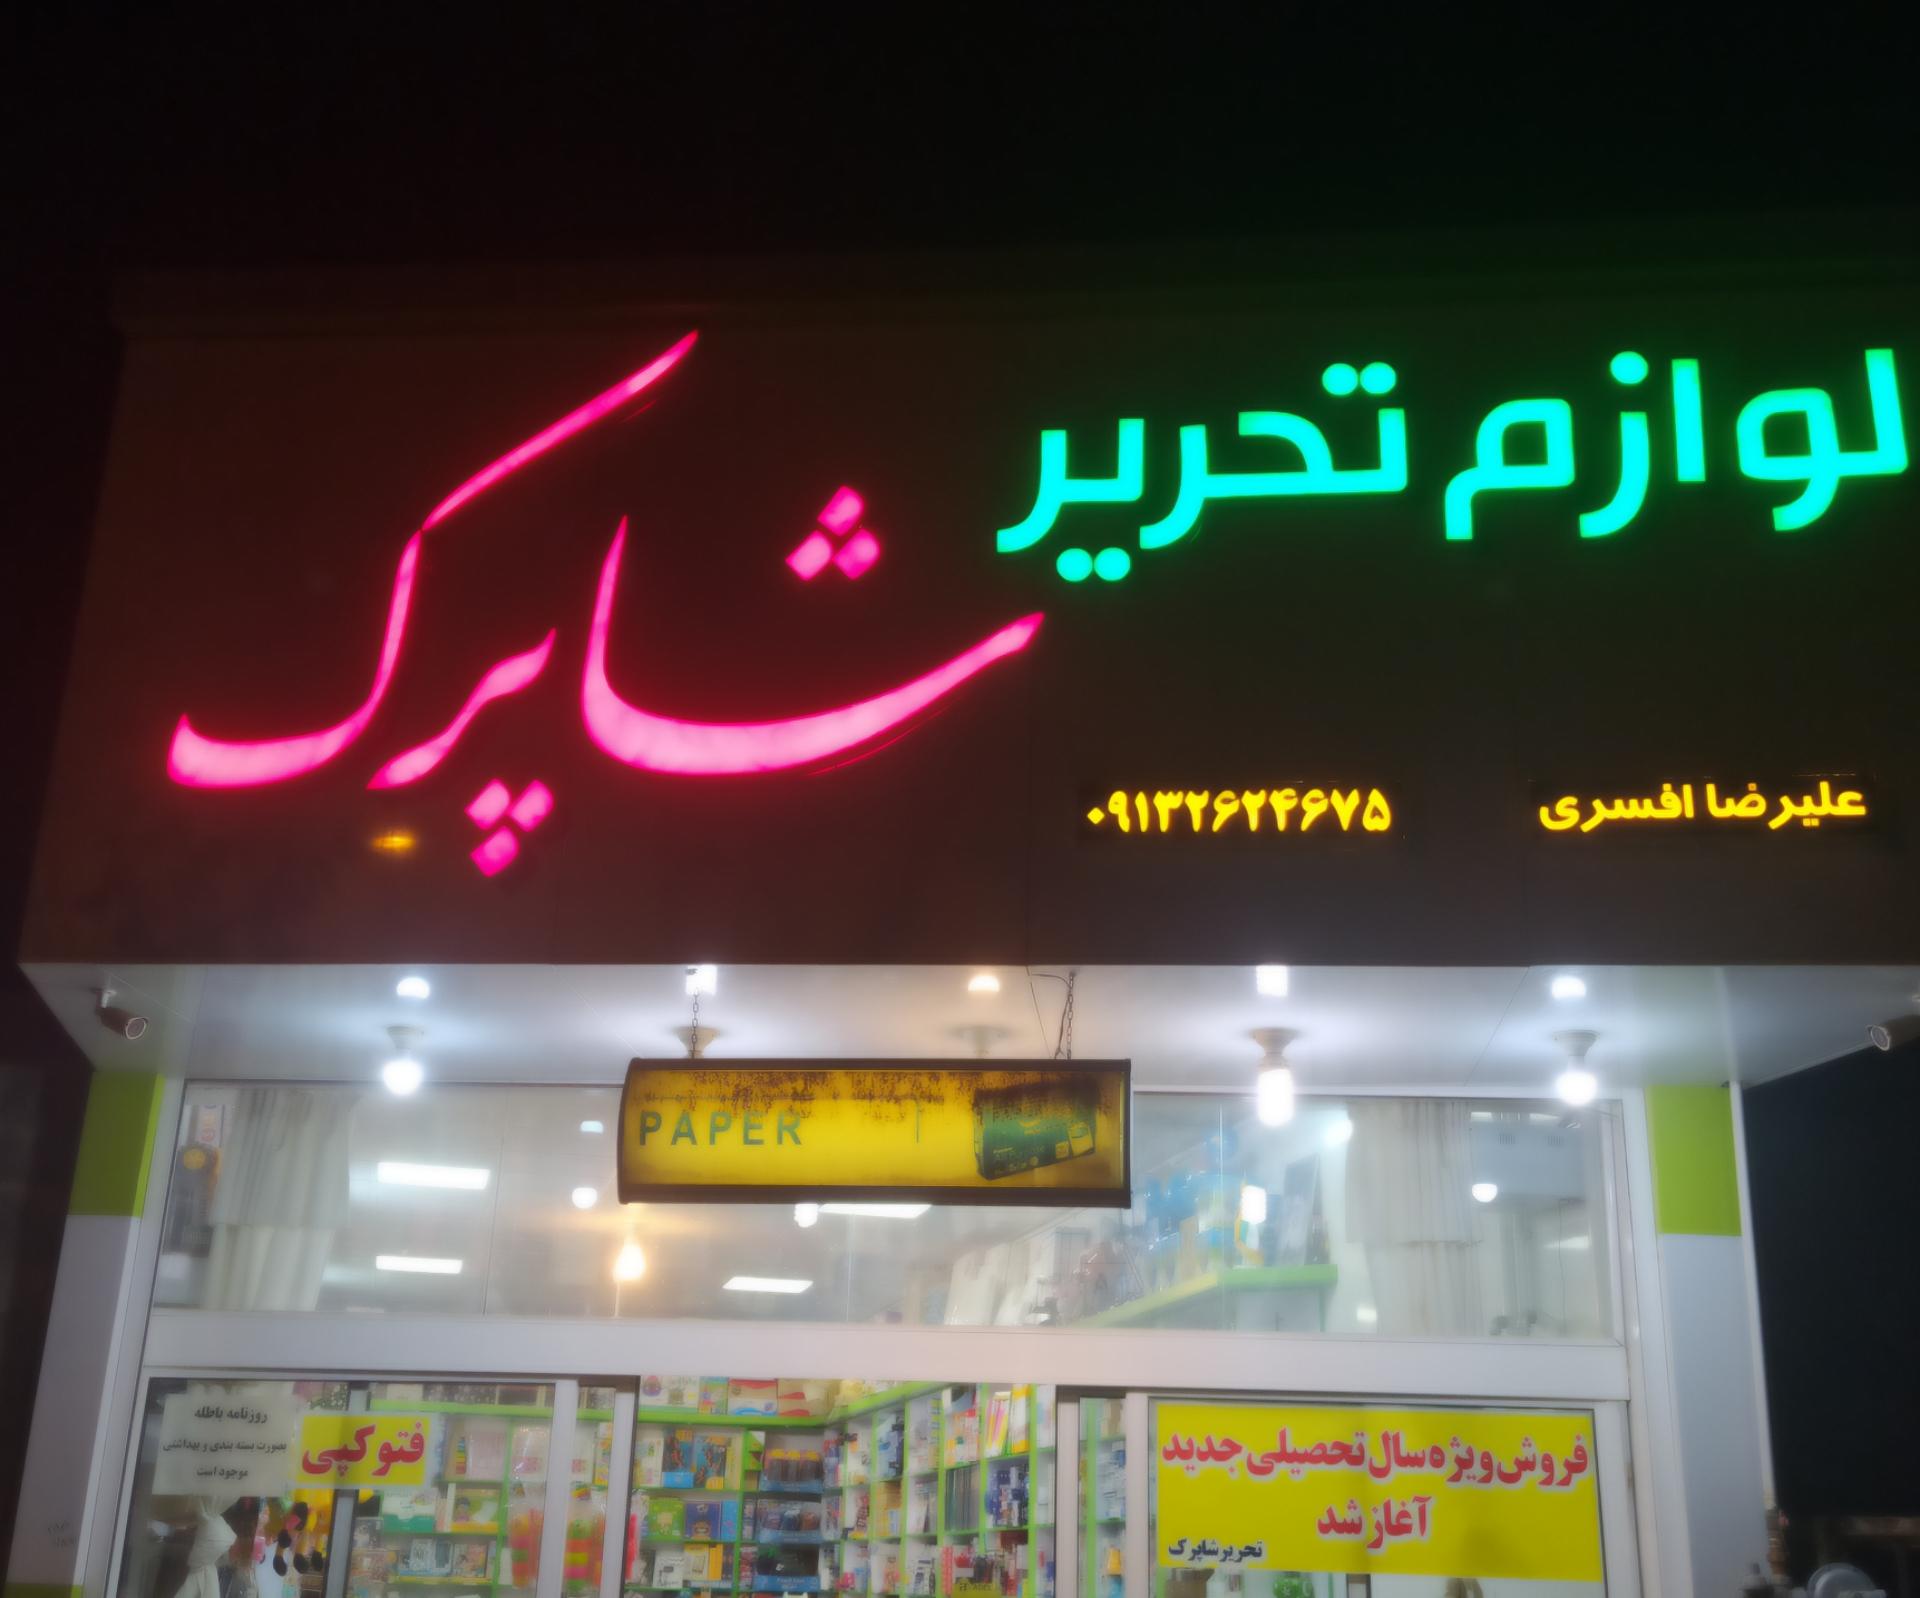 لوازم تحریر
شاپرک
علیرضا افسری
۰۹۱۳۲۶۲۴۶۷۵
PAPER
روزنامه باطله
بصورت بسته بندی و بهداشتی
موجود است
فتوکپی
فروش ویژه سال تحصیلی جدید
آغاز شد
تحریر شاپرک